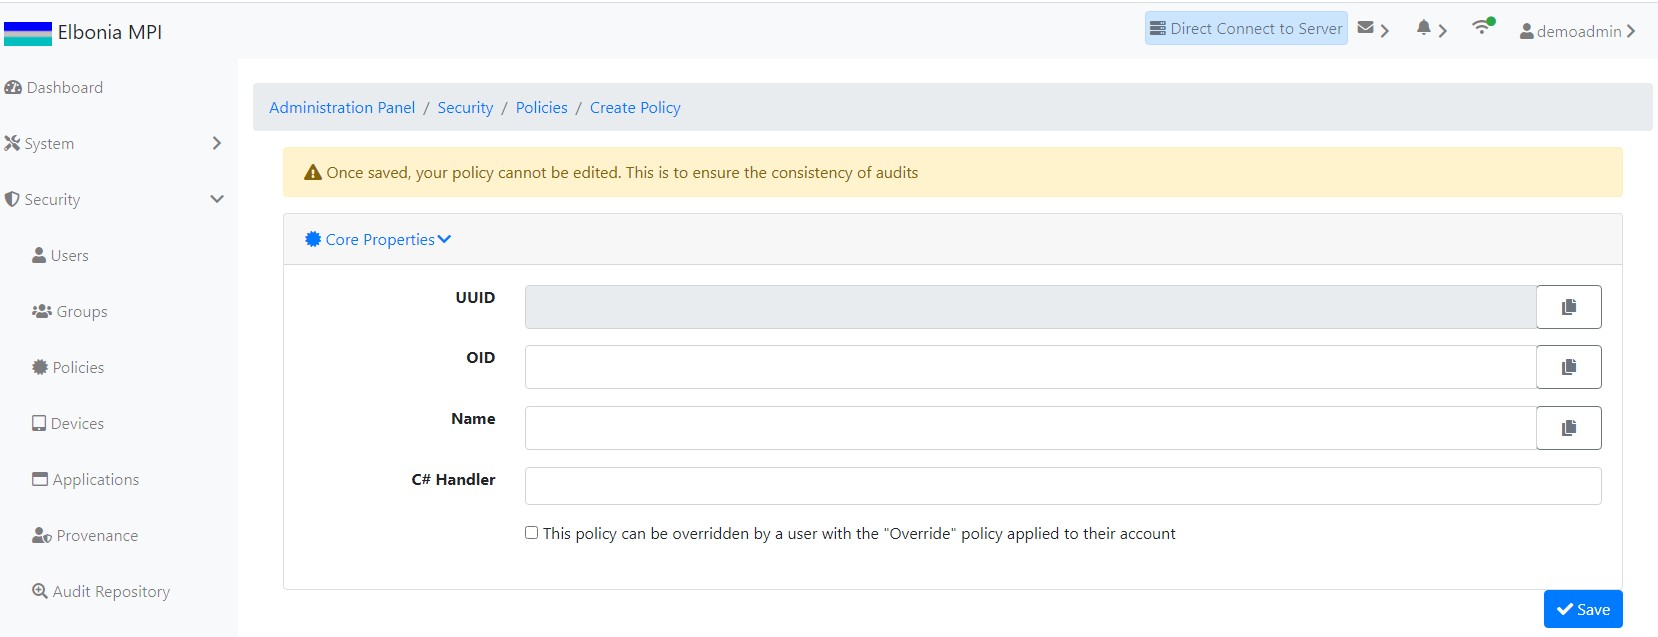 Elbonia MPI
Direct Connect to Server
demoadmin
Dashboard
System
Security
Users
Groups
Policies
Devices
Applications
Provenance
Audit Repository
Administration Panel / Security / Policies / Create Policy
Once saved, your policy cannot be edited. This is to ensure the consistency of audits
Core Properties
UUID
OID
Name
C# Handler
This policy can be overridden by a user with the "Override" policy applied to their account
Save